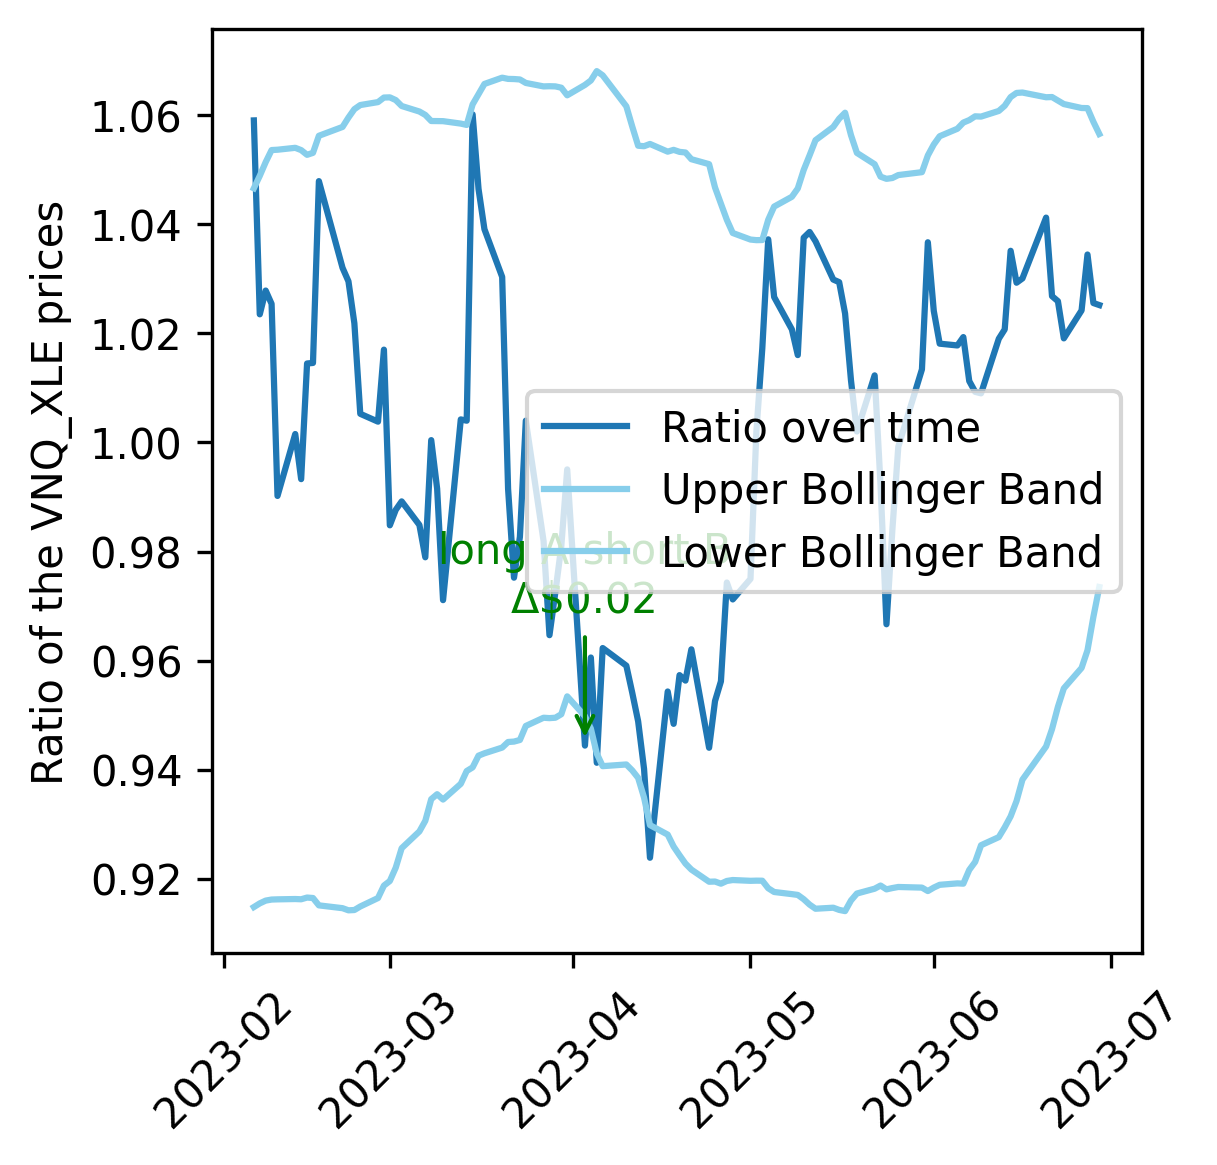 Ratio of the VNQ_XLE prices
1.06
1.04
1.02
1.00
0.98
0.96
0.94
0.92
Ratio over time
Upper Bollinger Band
Lower Bollinger Band
long A short B
Δ$0.02
2023-02
2023-03
2023-04
2023-05
2023-06
2023-07